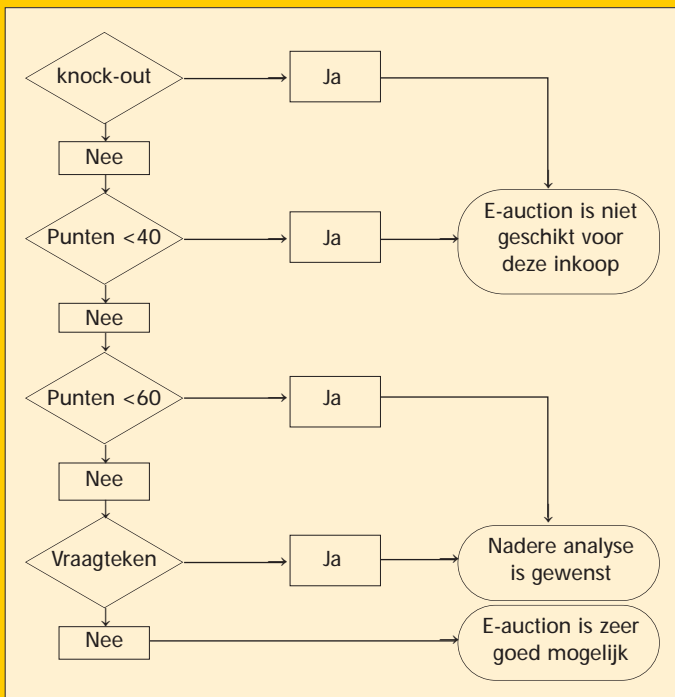 knock-out
Ja
Nee
Punten <40
Ja
E-auction is niet
geschikt voor
deze inkoop
Nee
Punten <60
Ja
Nee
Vraagteken
Ja
Nadere analyse
is gewenst
Nee
E-auction is zeer
goed mogelijk